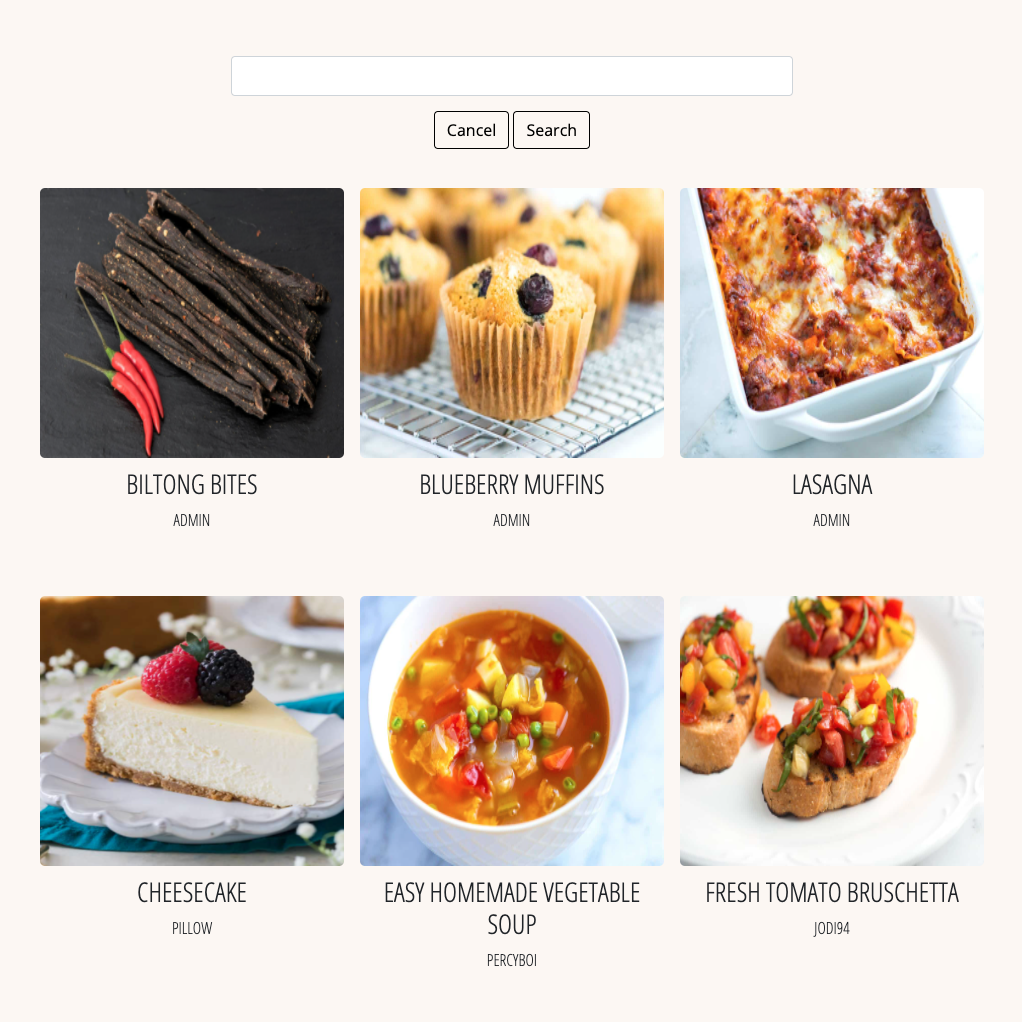 Cancel Search
BILTONG BITES
ADMIN
BLUEBERRY MUFFINS
ADMIN
LASAGNA
ADMIN
CHEESECAKE
PILLOW
EASY HOMEMADE VEGETABLE
SOUP
PERCYBOI
FRESH TOMATO BRUSCHETTA
JODI94